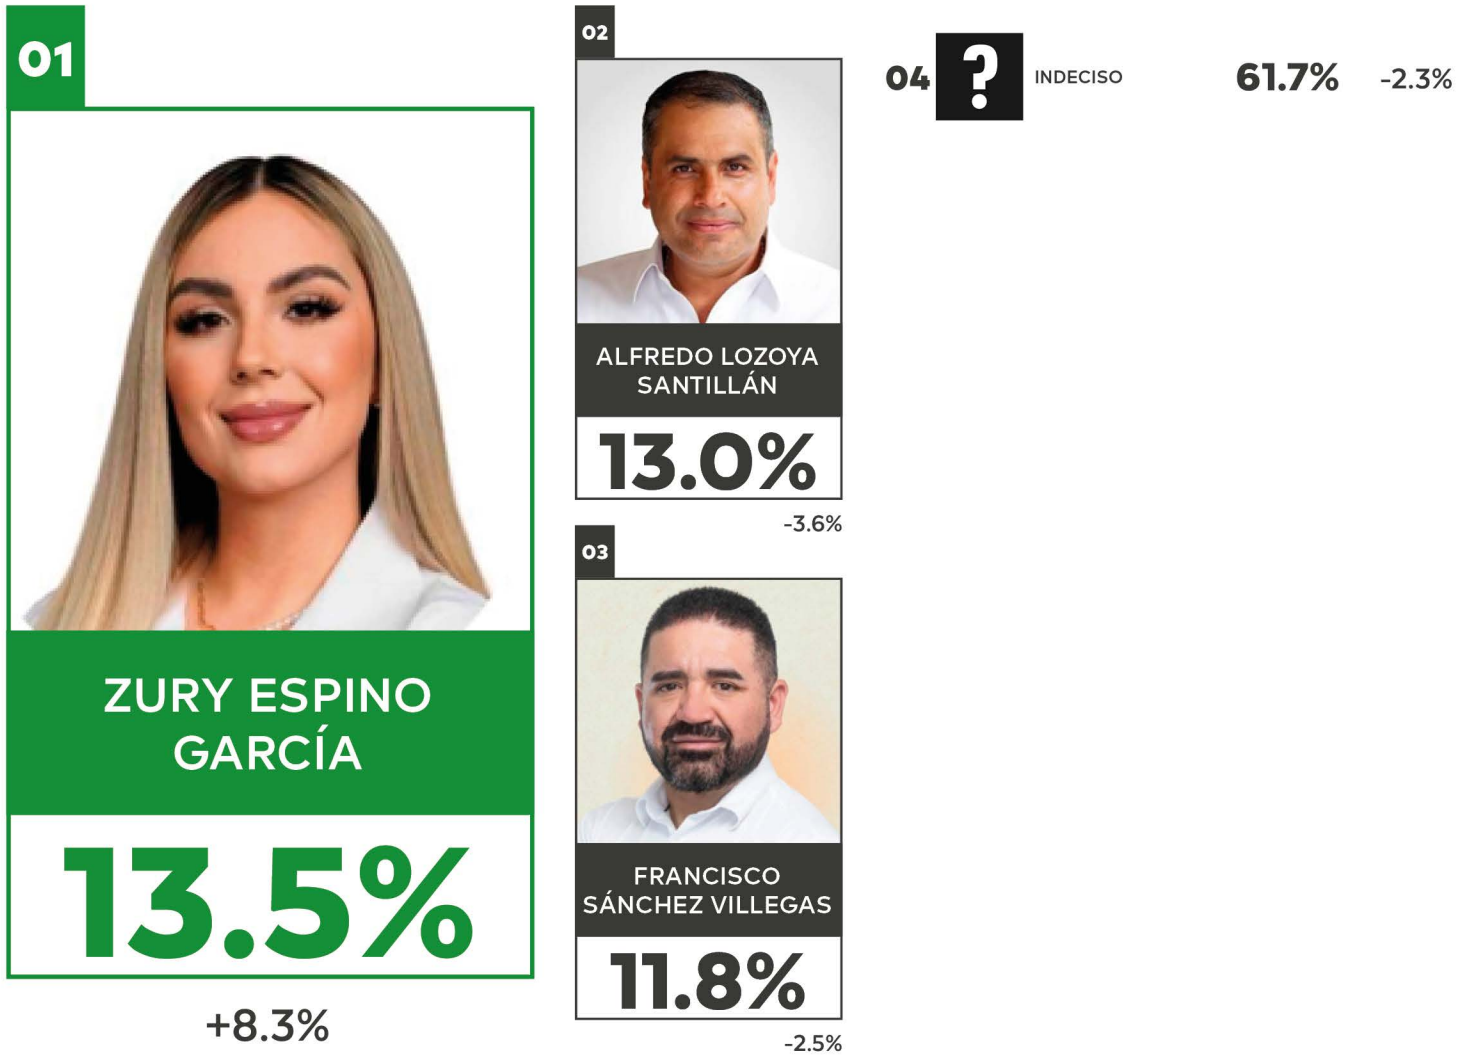 01
ZURY ESPINO
GARCÍA
13.5%
+8.3%
02
ALFREDO LOZOYA
SANTILLÁN
13.0%
-3.6%
03
FRANCISCO
SÁNCHEZ VILLEGAS
11.8%
-2.5%
04 ? INDECISO 61.7% -2.3%